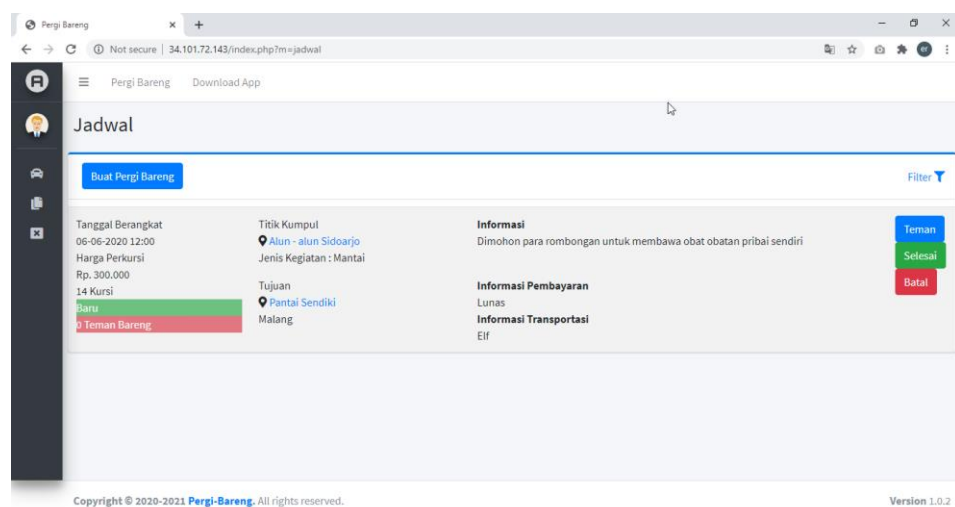 Pergi Bareng
Not secure | 34.101.72.143/index.php?m=jadwal
er
Pergi Bareng
Download App
Jadwal
Buat Pergi Bareng
Filter
Tanggal Berangkat
06-06-2020 12:00
Harga Perkursi
Rp. 300.000
14 Kursi
Baru
0 Teman Bareng
Titik Kumpul
Alun - alun Sidoarjo
Jenis Kegiatan : Mantai
Tujuan
Pantai Sendiki
Malang
Informasi
Dimohon para rombongan untuk membawa obat obatan pribai sendiri
Informasi Pembayaran
Lunas
Informasi Transportasi
Elf
Teman
Selesai
Batal
Copyright © 2020-2021 Pergi-Bareng. All rights reserved.
Version 1.0.2